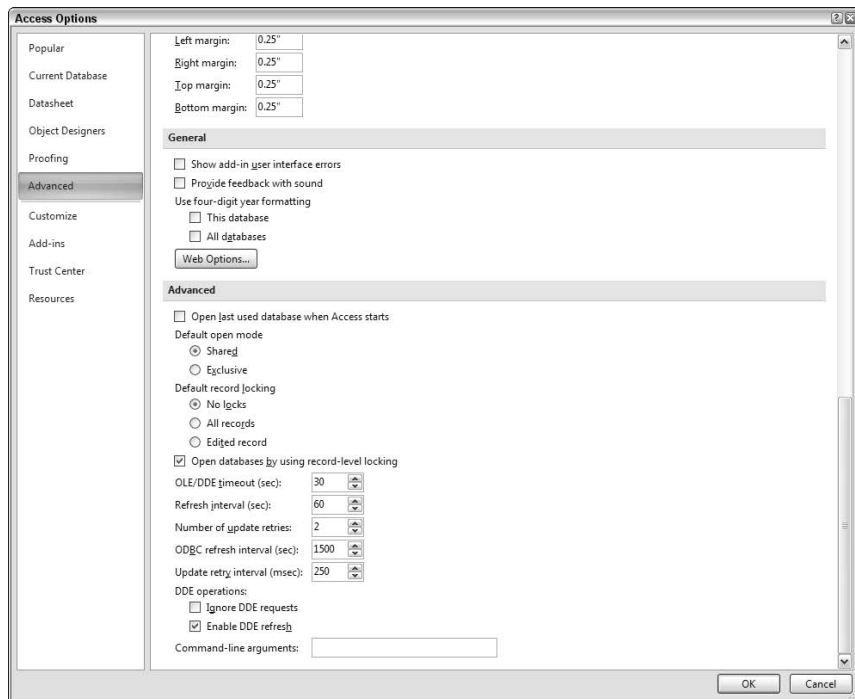 Access Options
Popular
Current Database
Datasheet
Object Designers
Proofing
Advanced
Customize
Add-ins
Trust Center
Resources
Left margin: 0.25"
Right margin: 0.25"
Top margin: 0.25"
Bottom margin: 0.25"
General
Show add-in user interface errors
Provide feedback with sound
Use four-digit year formatting
This database
All databases
Web Options...
Advanced
Open last used database when Access starts
Default open mode
Shared
Exclusive
Default record locking
No locks
All records
Edited record
Open databases by using record-level locking
OLE/DDE timeout (sec): 30
Refresh interval (sec): 60
Number of update retries: 2
ODBC refresh interval (sec): 1500
Update retry interval (msec): 250
DDE operations:
Ignore DDE requests
Enable DDE refresh
Command-line arguments:
OK Cancel